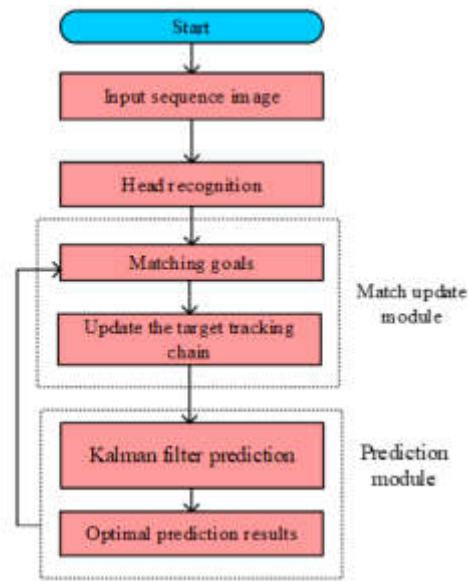 Start
Input sequence image
Head recognition
Matching goals
Update the target tracking
chain
Match update
module
Kalman filter prediction
Optimal prediction results
Prediction
module